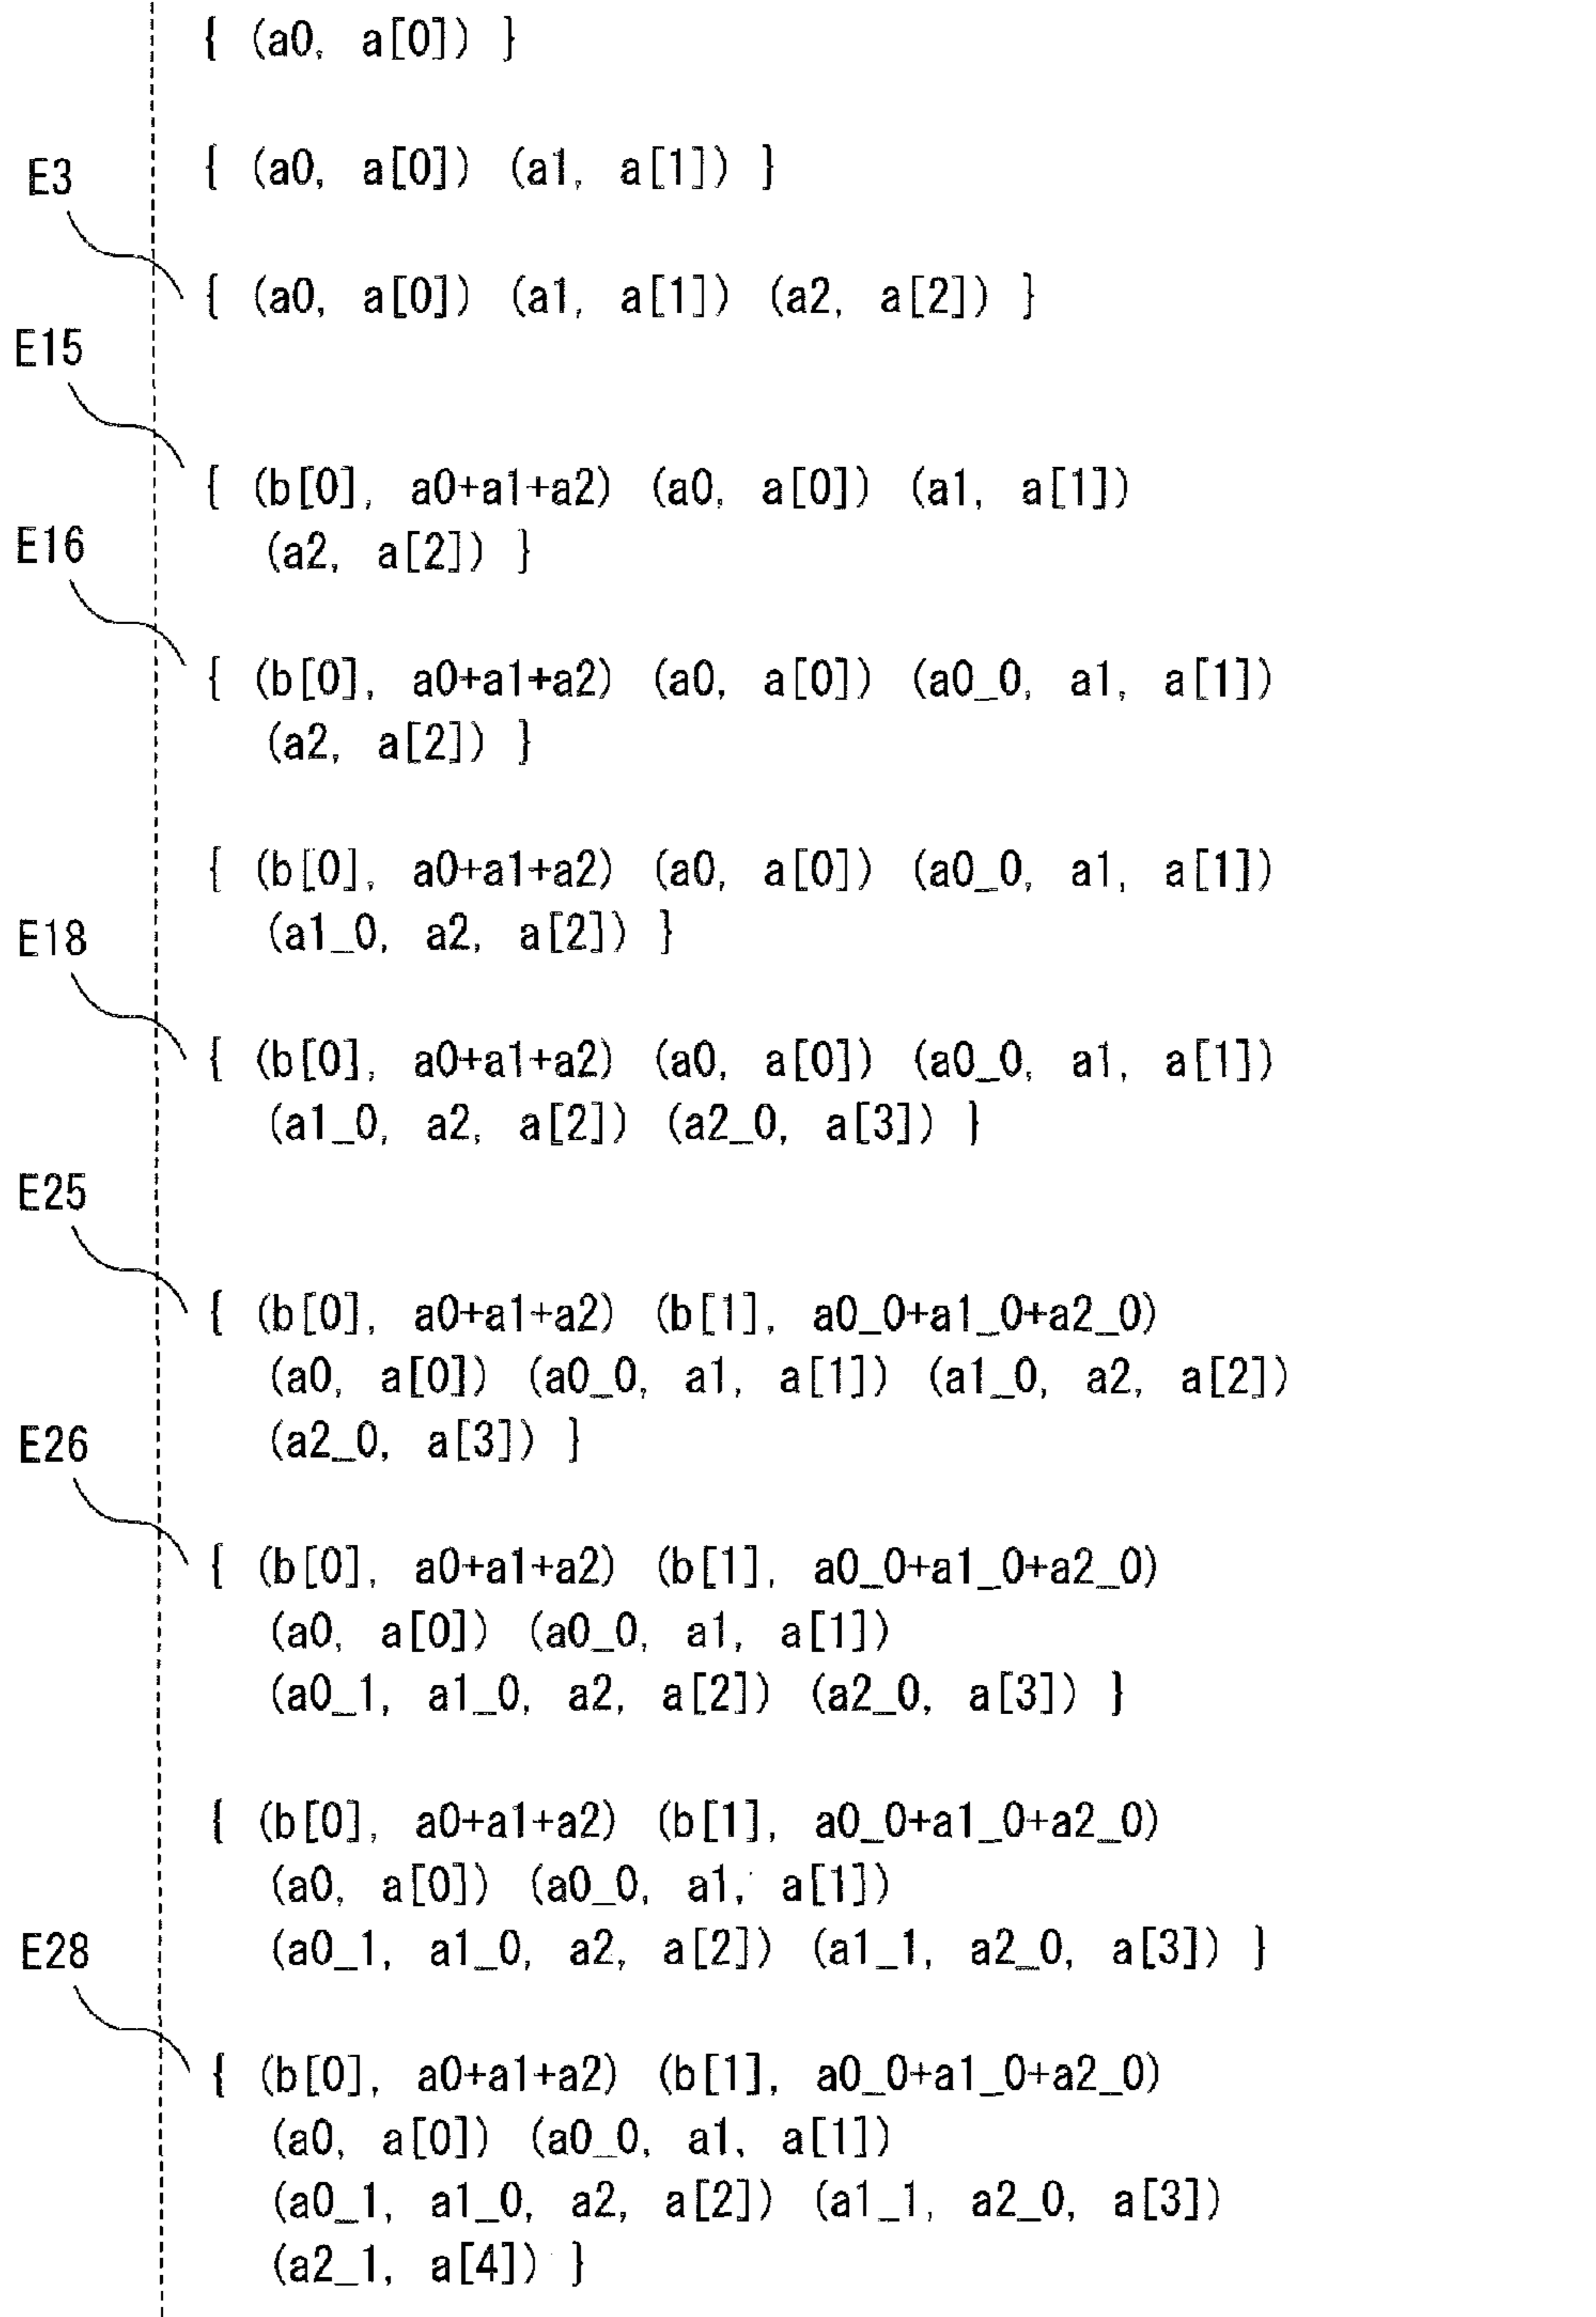 { (a0, a[0]) }
{ (a0, a[0]) (a1, a[1]) }
E3
{ (a0, a[0]) (a1, a[1]) (a2, a[2]) }
E15
{ (b[0], a0+a1+a2) (a0, a[0]) (a1, a[1])
(a2, a[2]) }
E16
{ (b[0], a0+a1+a2) (a0, a[0]) (a0_0, a1, a[1])
(a2, a[2]) }
{ (b[0], a0+a1+a2) (a0, a[0]) (a0_0, a1, a[1])
(a1_0, a2, a[2]) }
E18
{ (b[0], a0+a1+a2) (a0, a[0]) (a0_0, a1, a[1])
(a1_0, a2, a[2]) (a2_0, a[3]) }
E25
{ (b[0], a0+a1+a2) (b[1], a0_0+a1_0+a2_0)
(a0, a[0]) (a0_0, a1, a[1]) (a1_0, a2, a[2])
(a2_0, a[3]) }
E26
{ (b[0], a0+a1+a2) (b[1], a0_0+a1_0+a2_0)
(a0, a[0]) (a0_0, a1, a[1])
(a0_1, a1_0, a2, a[2]) (a2_0, a[3]) }
{ (b[0], a0+a1+a2) (b[1], a0_0+a1_0+a2_0)
(a0, a[0]) (a0_0, a1, a[1])
(a0_1, a1_0, a2, a[2]) (a1_1, a2_0, a[3]) }
E28
{ (b[0], a0+a1+a2) (b[1], a0_0+a1_0+a2_0)
(a0, a[0]) (a0_0, a1, a[1])
(a0_1, a1_0, a2, a[2]) (a1_1, a2_0, a[3])
(a2_1, a[4]) }